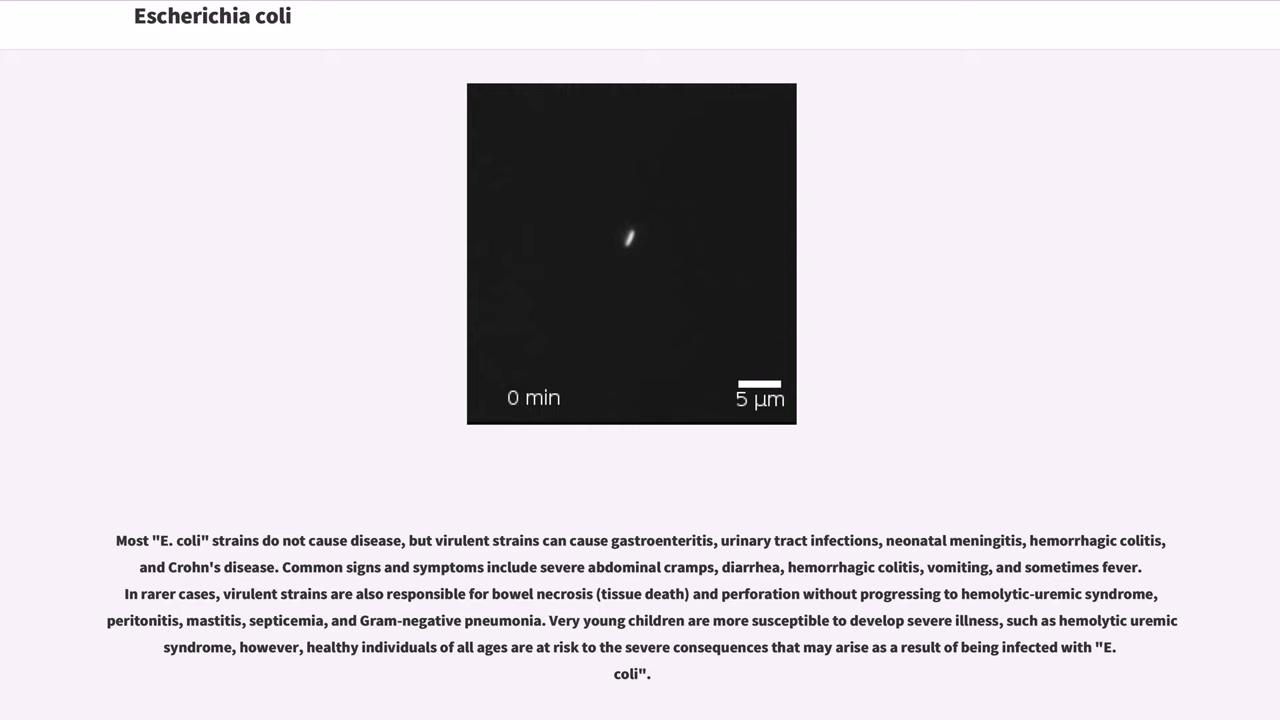 Escherichia coli
0 min
5 μm
Most "E. coli" strains do not cause disease, but virulent strains can cause gastroenteritis, urinary tract infections, neonatal meningitis, hemorrhagic colitis,
and Crohn's disease. Common signs and symptoms include severe abdominal cramps, diarrhea, hemorrhagic colitis, vomiting, and sometimes fever.
In rarer cases, virulent strains are also responsible for bowel necrosis (tissue death) and perforation without progressing to hemolytic-uremic syndrome,
peritonitis, mastitis, septicemia, and Gram-negative pneumonia. Very young children are more susceptible to develop severe illness, such as hemolytic uremic
syndrome, however, healthy individuals of all ages are at risk to the severe consequences that may arise as a result of being infected with "E.
coli".